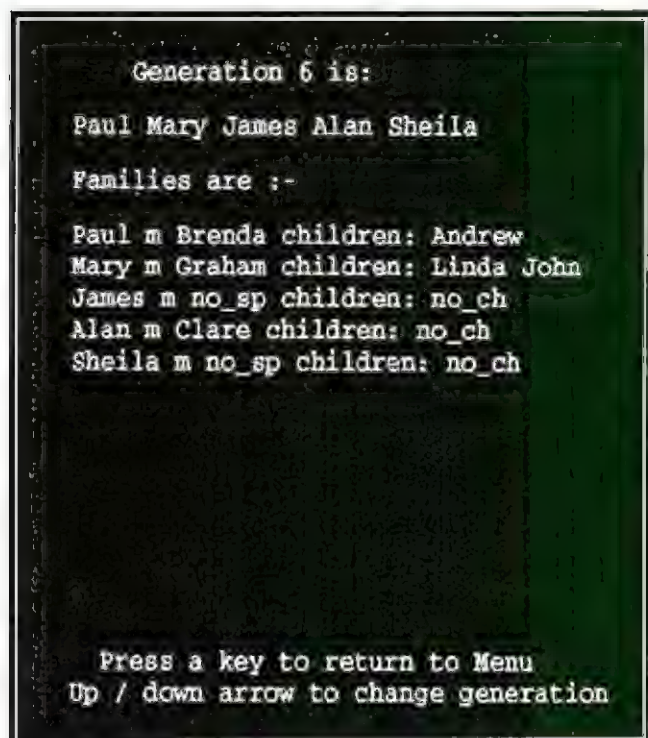 Generation 6 is:
Paul Mary James Alan Sheila
Families are :-
Paul m Brenda children: Andrew
Mary m Graham children: Linda John
James m no_sp children: no_ch
Alan m Clare children: no_ch
Sheila m no_sp children: no_ch
Press a key to return to Menu
Up / down arrow to change generation